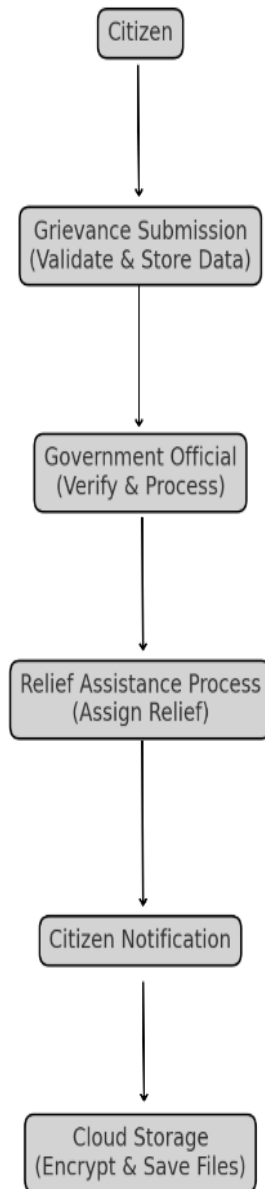 Citizen
Grievance Submission
(Validate & Store Data)
Government Official
(Verify & Process)
Relief Assistance Process
(Assign Relief)
Citizen Notification
Cloud Storage
(Encrypt & Save Files)